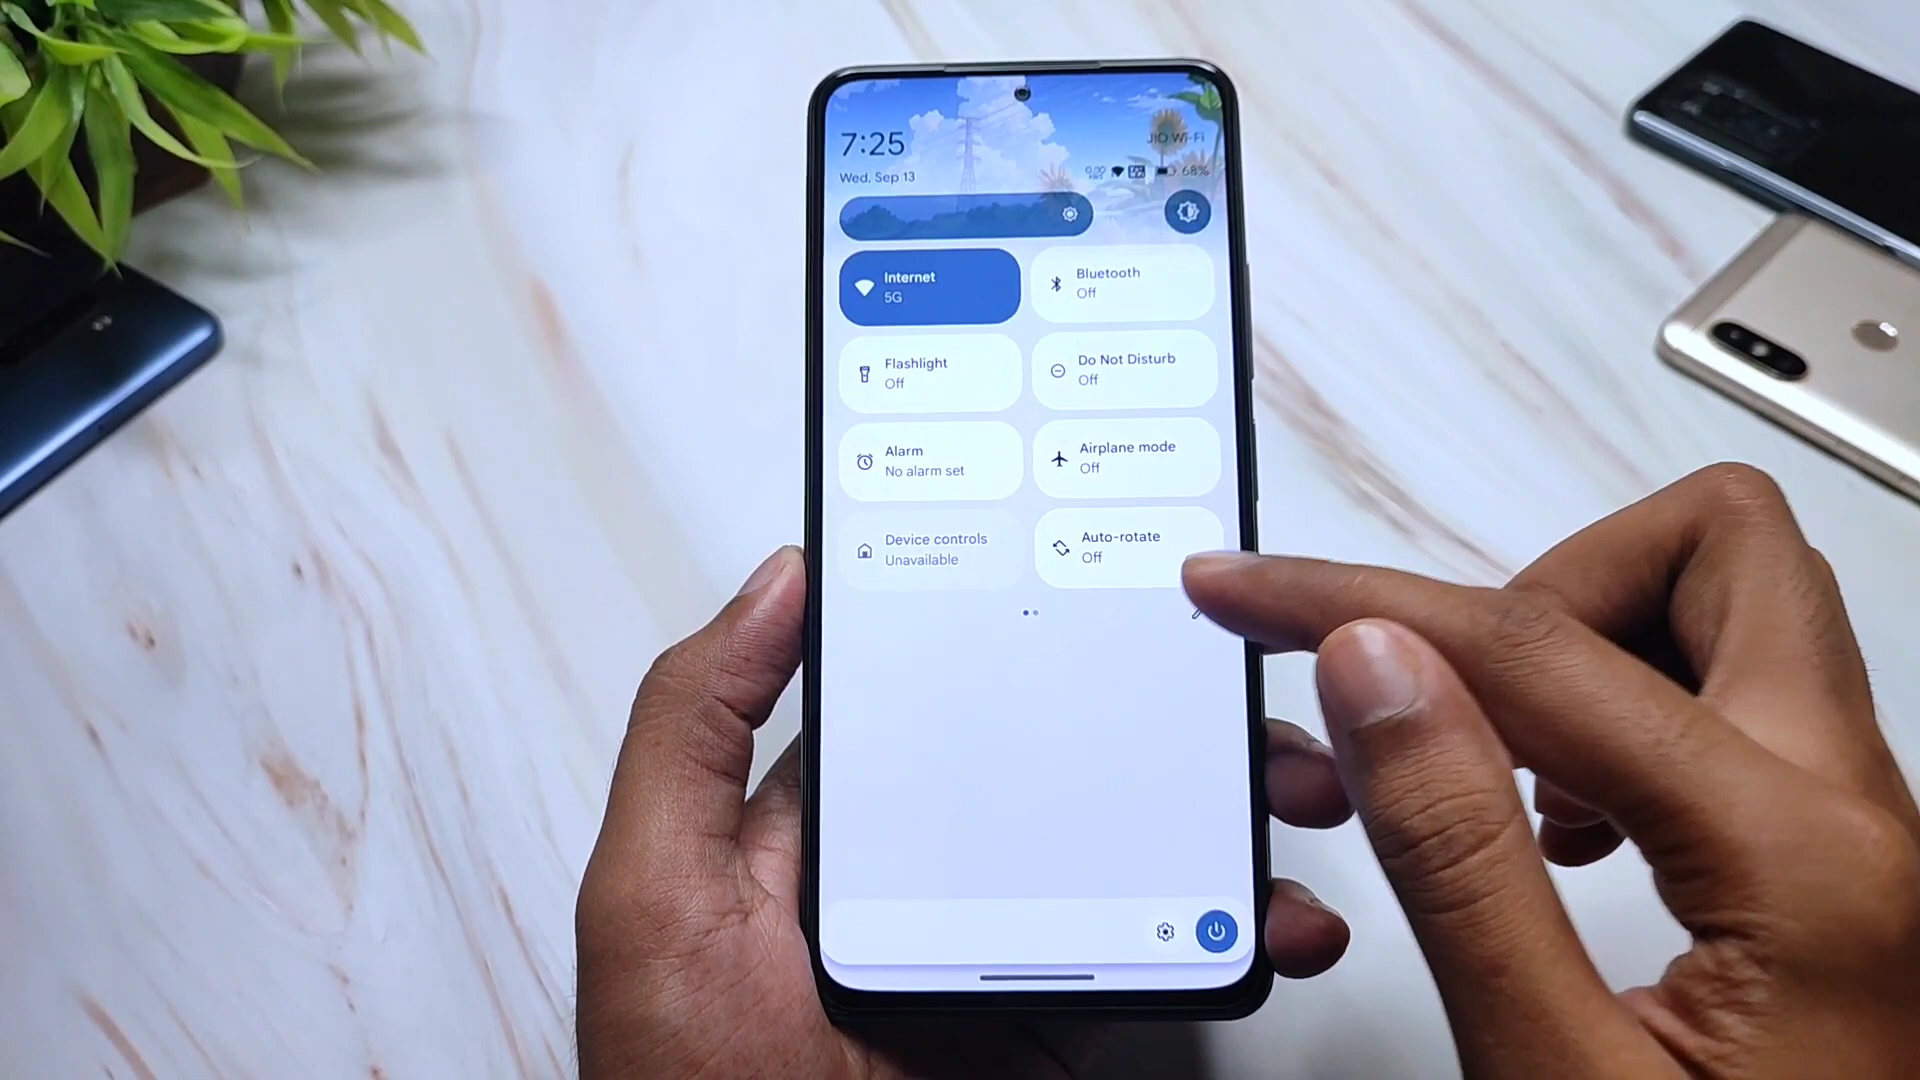 7:25
JIO Wi-Fi
Wed, Sep 13
68%
Internet
5G
Bluetooth
Off
Flashlight
Off
Do Not Disturb
Off
Alarm
No alarm set
Airplane mode
Off
Device controls
Unavailable
Auto-rotate
Off